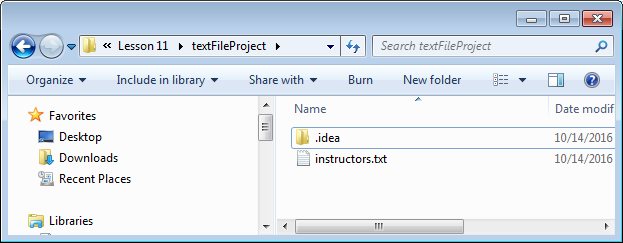 « Lesson 11 textFileProject Search textFileProject
Organize Include in library Share with Burn New folder
Favorites
Desktop
Downloads
Recent Places
Libraries
Name Date modif
.idea 10/14/2016
instructors.txt 10/14/2016